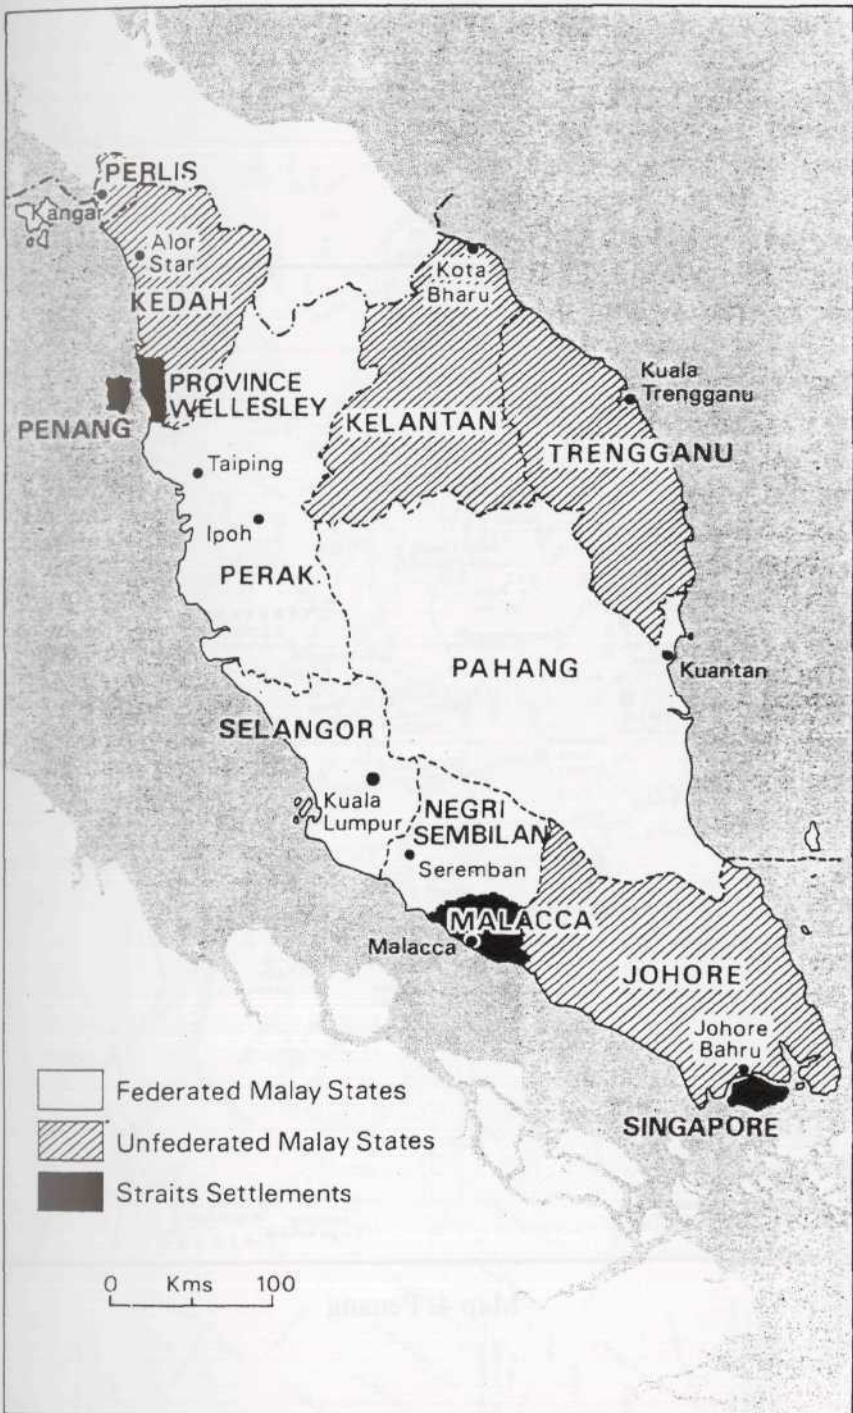 PERLIS
Kangar
Alor
Star
KEDAH
Kota
Bharu
PROVINCE
WELLESLEY
PENANG
KELANTAN
Kuala
Trengganu
TRENGGANU
Taiping
Ipoh
PERAK
PAHANG
Kuantan
SELANGOR
Kuala
Lumpur
NEGRI
SEMBILAN
Seremban
MALACCA
Malacca
JOHORE
Johore
Bahru
SINGAPORE
Federated Malay States
Unfederated Malay States
Straits Settlements
0 Kms 100